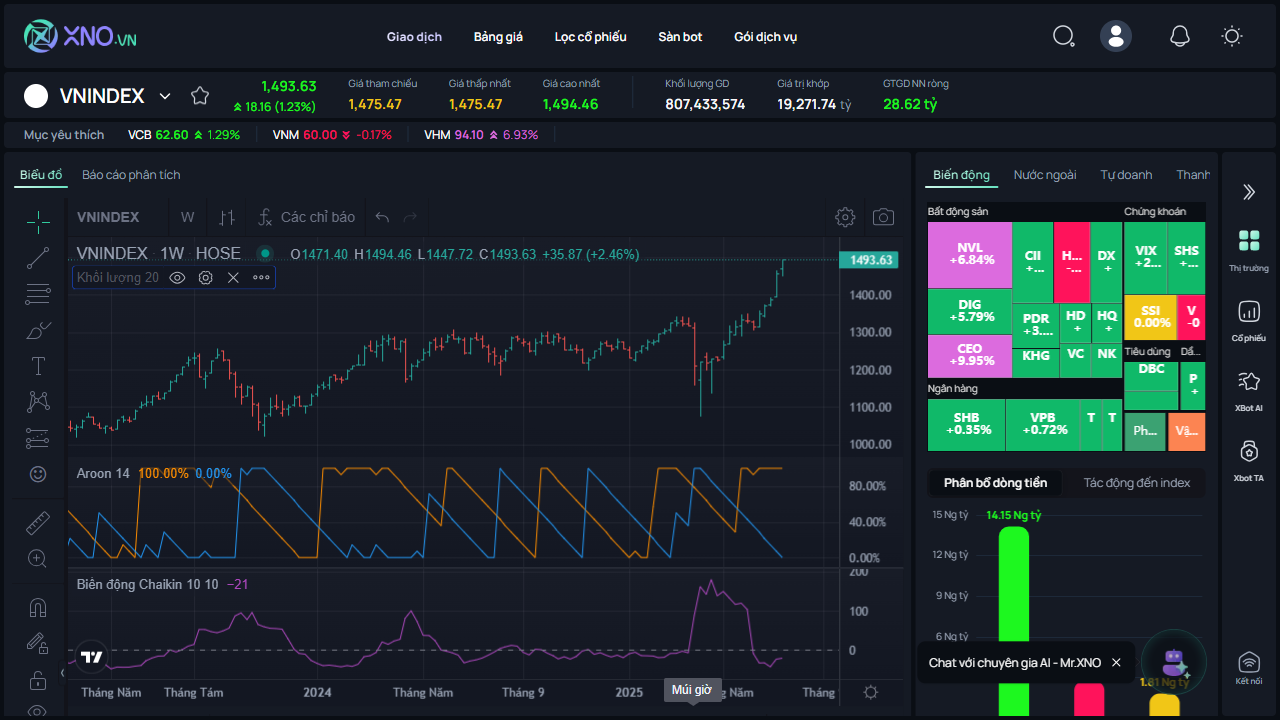 XNO.VN
Giao dịch
Bảng giá
Lọc cổ phiếu
Sàn bot
Gói dịch vụ
VNINDEX
1,493.63
18.16 (1.23%)
Giá tham chiếu
1,475.47
Giá thấp nhất
1,475.47
Giá cao nhất
1,494.46
Khối lượng GD
807,433,574
Giá trị khớp
19,271.74 tỷ
GTGD NN ròng
28.62 tỷ
Mục yêu thích
VCB 62.60 1.29%
VNM 60.00 -0.17%
VHM 94.10 6.93%
Biểu đồ
Báo cáo phân tích
VNINDEX
W
Các chỉ báo
VNINDEX · 1W · HOSE
O1471.40 H1494.46 L1447.72 C1493.63 +35.87 (+2.46%)
Khối lượng 20
1493.63
1400.00
1300.00
1200.00
1100.00
1000.00
Aroon 14 100.00% 0.00%
80.00%
40.00%
0.00%
Biên động Chaikin 10 10 −21
200
100
0
Tháng Năm
Tháng Tám
2024
Tháng Năm
Tháng 9
2025
Năm
Tháng
Múi giờ
Biến động
Nước ngoài
Tự doanh
Thanh
Bất động sản
NVL
+6.84%
DIG
+5.79%
CEO
+9.95%
CII
+...
H...
-...
DX
+
PDR
+3....
HD
+
HQ
+
KHG
VC
NK
Ngân hàng
SHB
+0.35%
VPB
+0.72%
T
T
Chứng khoán
VIX
+2...
SHS
+...
SSI
0.00%
V
-0
Tiêu dùng
Dầ...
DBC
P
+
Ph...
Vậ...
Phân bổ dòng tiền
Tác động đến index
15 Ng tỷ
14.15 Ng tỷ
12 Ng tỷ
9 Ng tỷ
6 Ng tỷ
1.81 Ng tỷ
Chat với chuyên gia AI - Mr.XNO
Thị trường
Cổ phiếu
XBot AI
Xbot TA
Kết nối